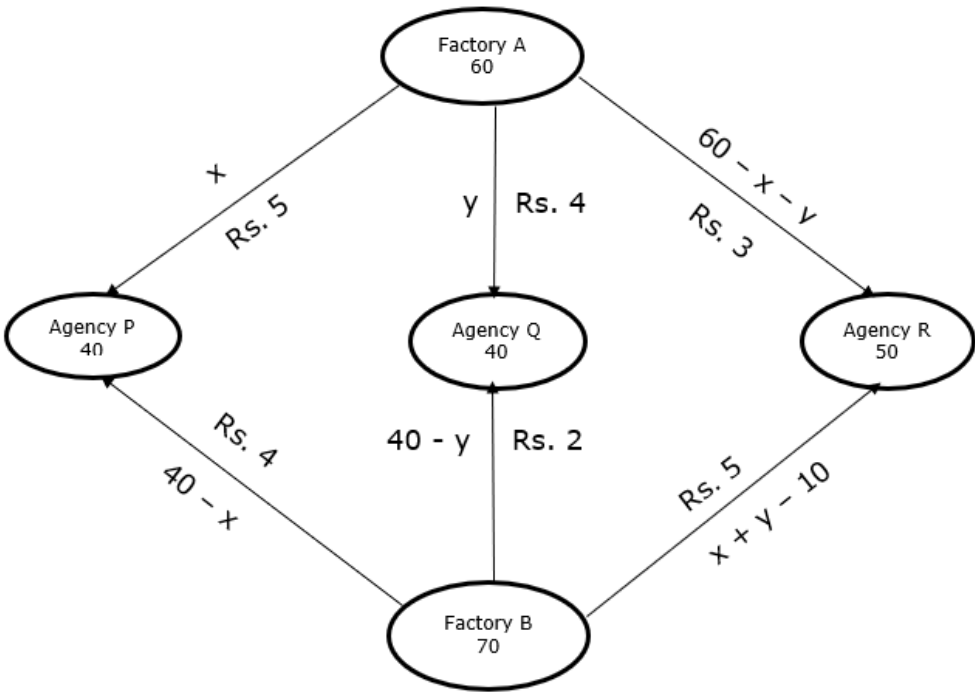 Factory A
60
x
Rs. 5
y
Rs. 4
60 – x – y
Rs. 3
Agency P
40
Agency Q
40
Agency R
50
Rs. 4
40 – x
40 - y
Rs. 2
Rs. 5
x + y – 10
Factory B
70